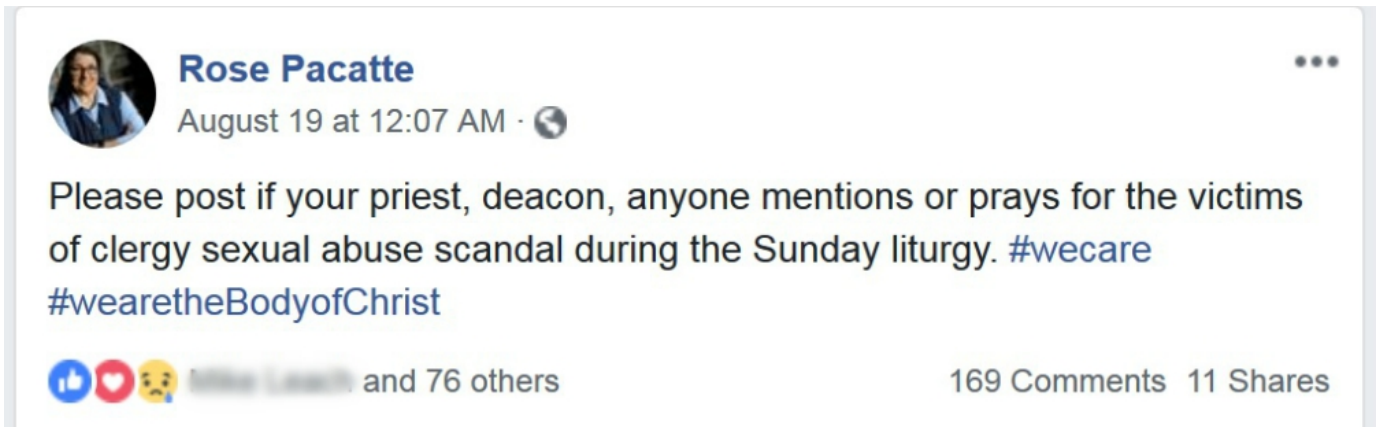 Rose Pacatte
August 19 at 12:07 AM ·
Please post if your priest, deacon, anyone mentions or prays for the victims
of clergy sexual abuse scandal during the Sunday liturgy. #wecare
#wearetheBodyofChrist
and 76 others
169 Comments 11 Shares